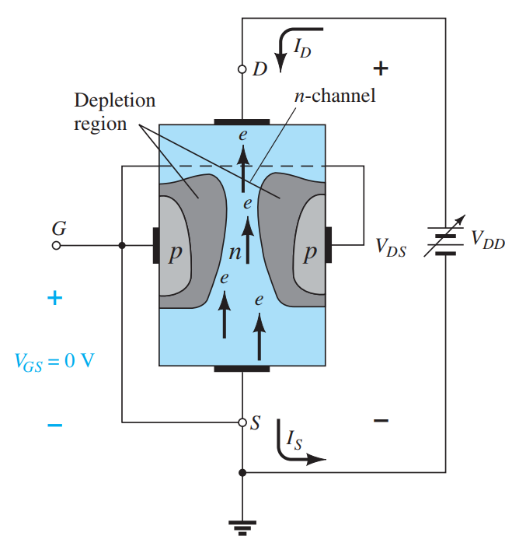 I_D
D
+
Depletion
region
n-channel
e
e
G
p
n
p
V_DS
V_DD
e
e
+
V_GS = 0 V
–
S
–
I_S